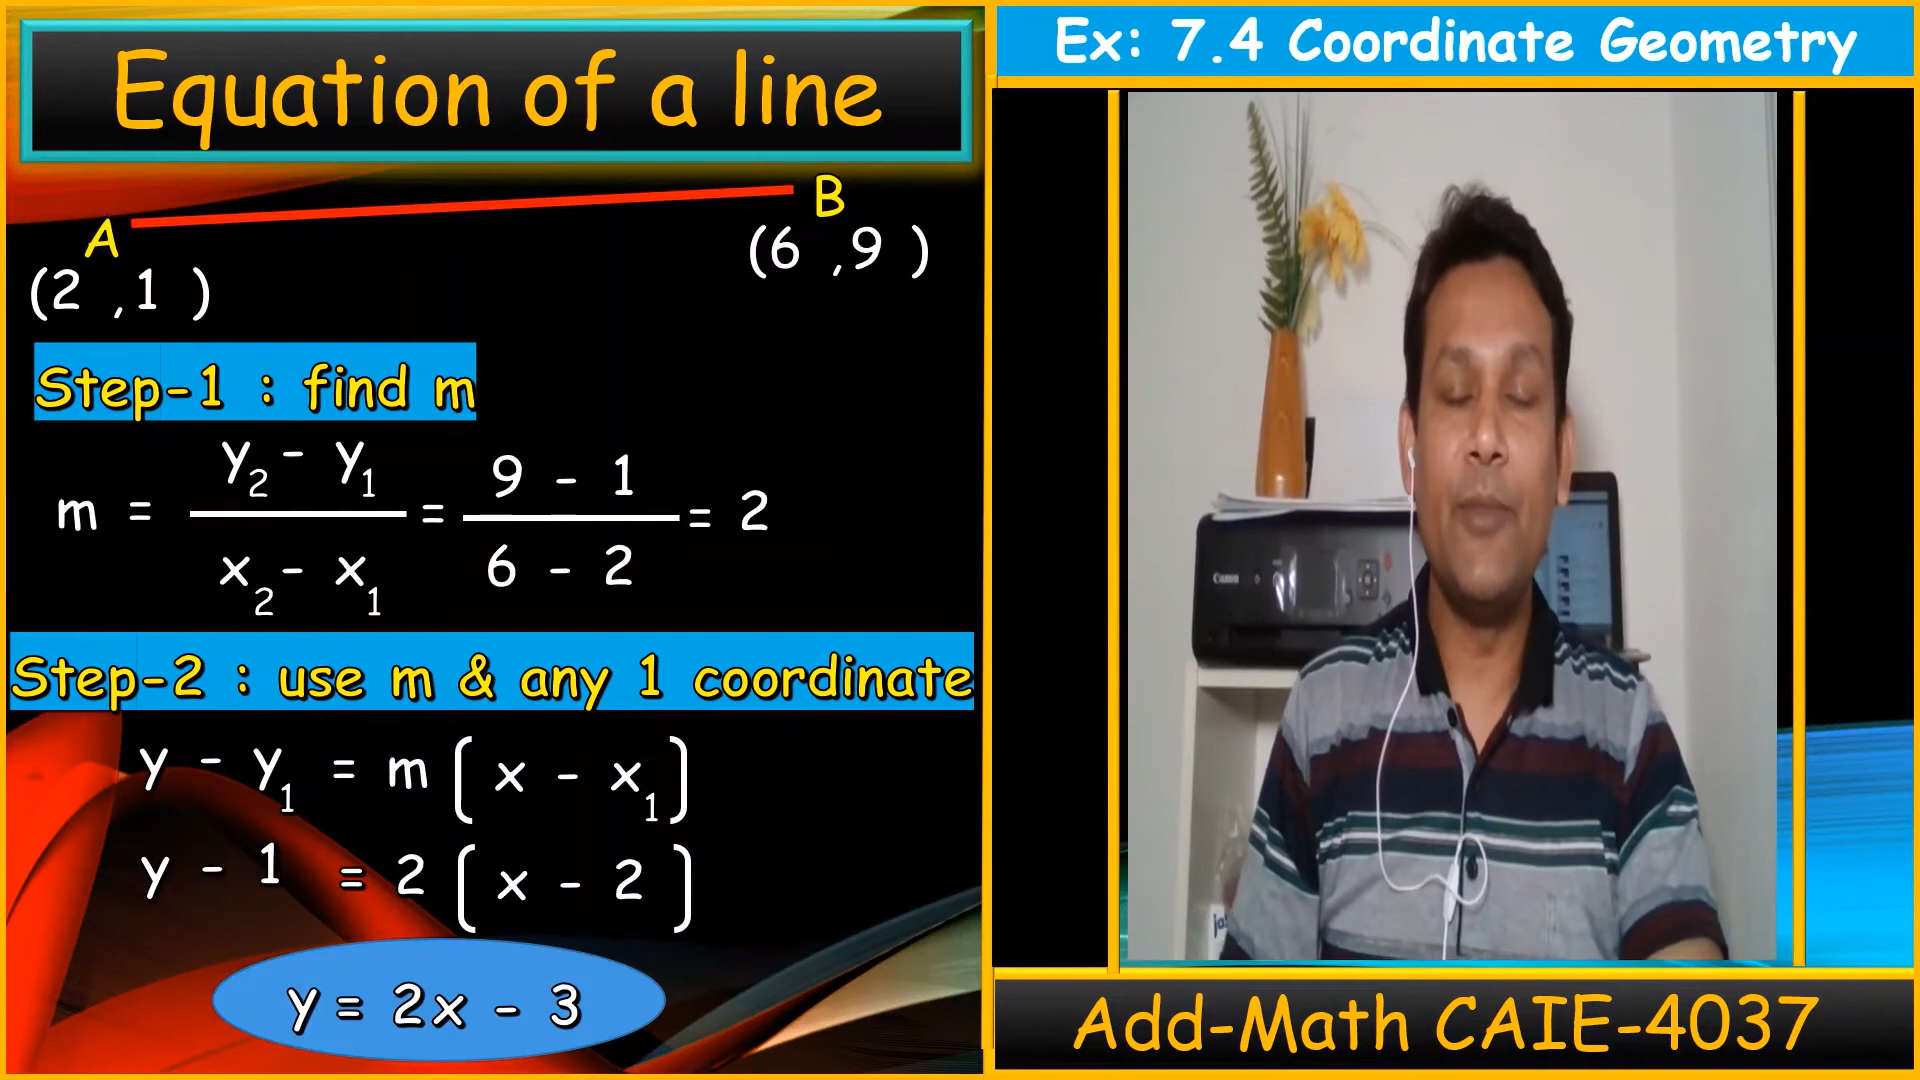 Equation of a line
A
B
(2 ,1 )
(6 ,9 )
Step-1 : find m
m = y₂ - y₁ / x₂ - x₁ = 9 - 1 / 6 - 2 = 2
Step-2 : use m & any 1 coordinate
y - y₁ = m ( x - x₁ )
y - 1 = 2 ( x - 2 )
y = 2x - 3
Ex: 7.4 Coordinate Geometry
Canon
Add-Math CAIE-4037